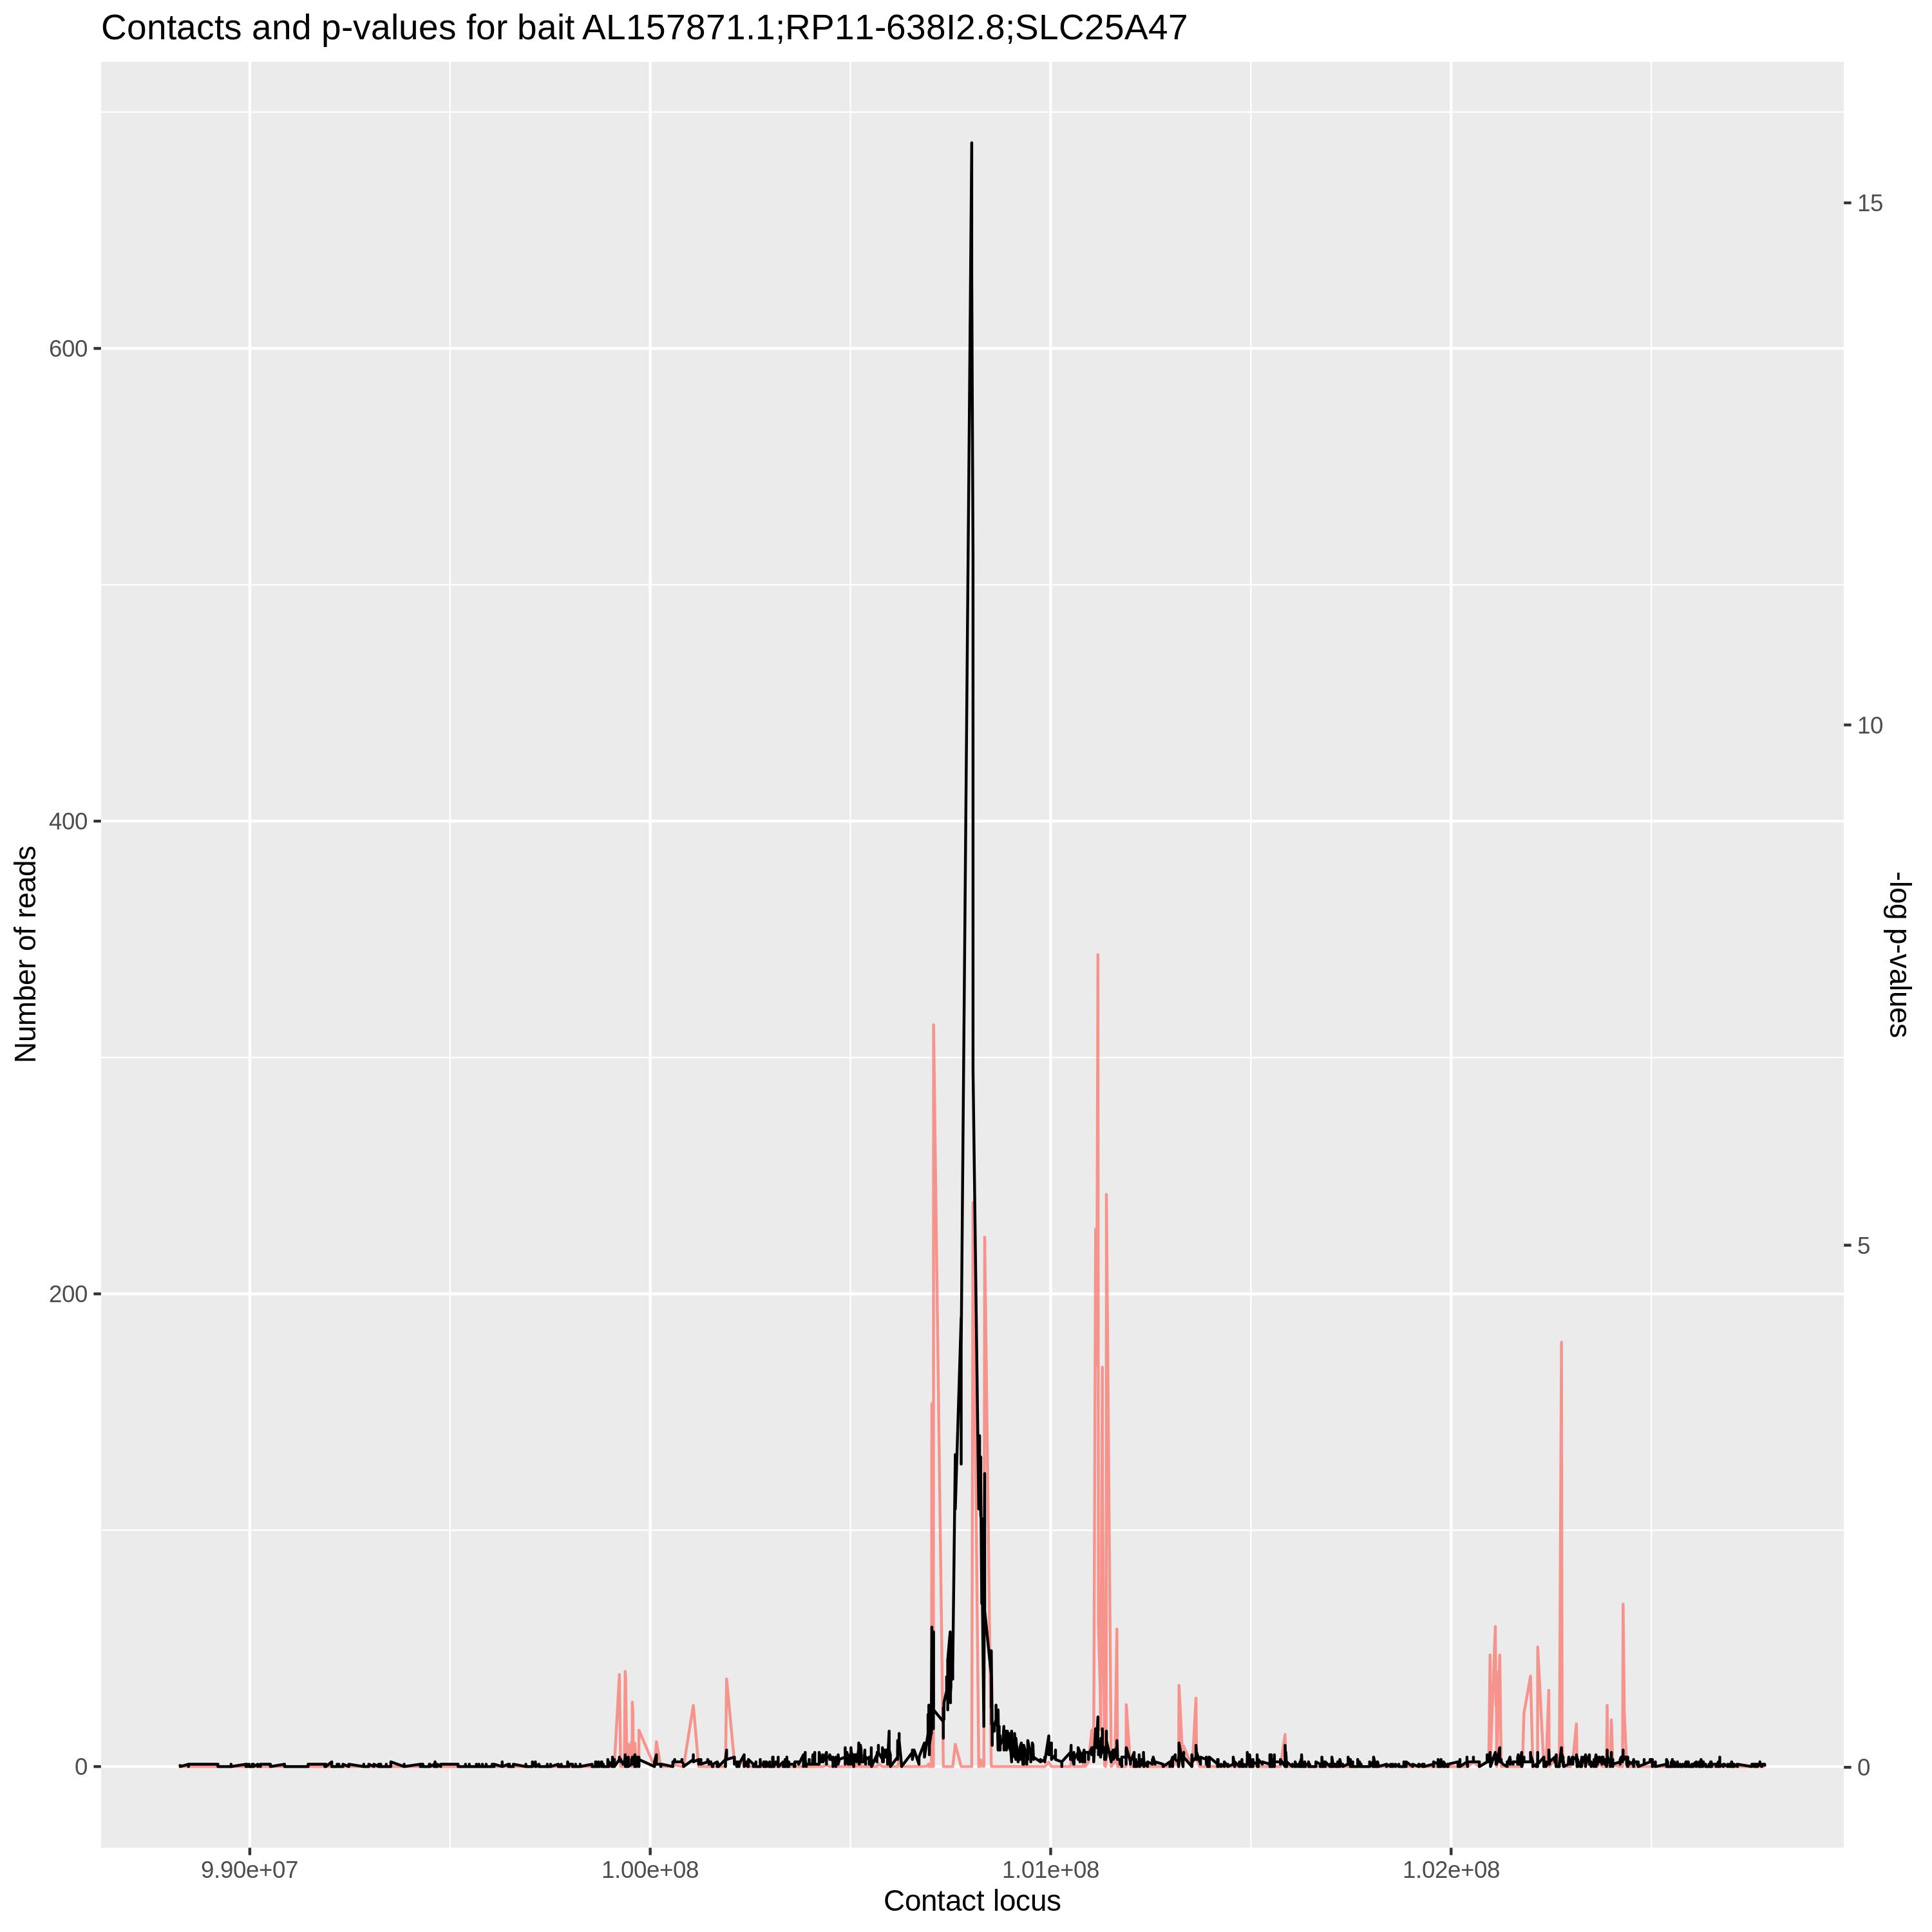 Contacts and p-values for bait AL157871.1;RP11-638I2.8;SLC25A47
Number of reads
600
400
200
0
15
10
5
0
-log p-values
9.90e+07 1.00e+08 1.01e+08 1.02e+08
Contact locus